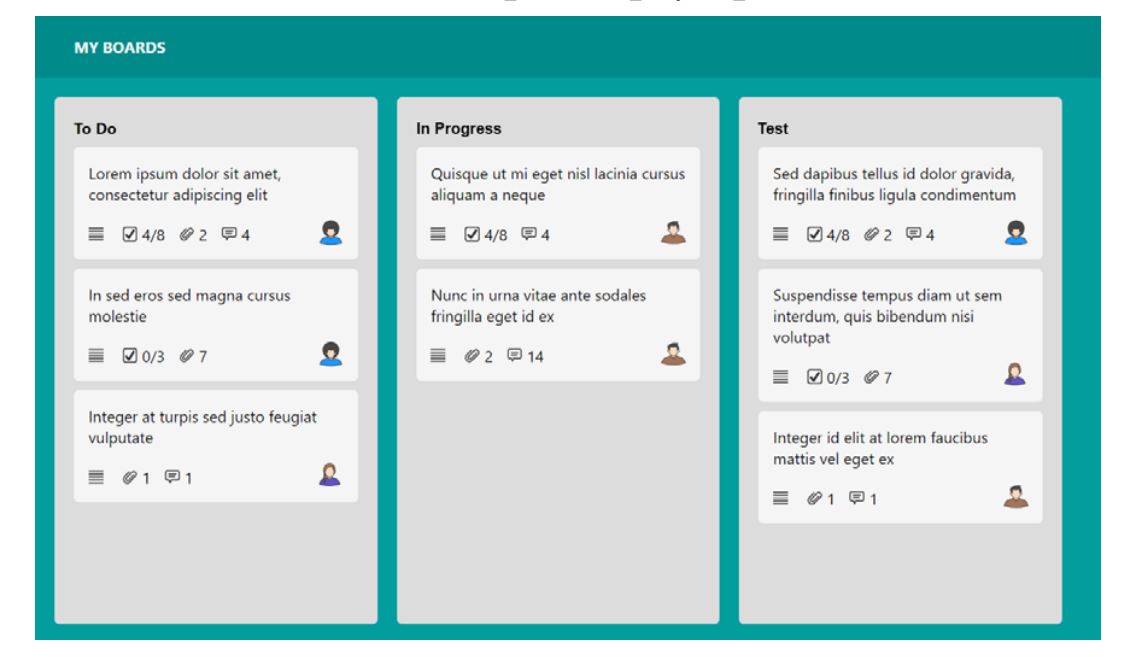 MY BOARDS
To Do
Lorem ipsum dolor sit amet,
consectetur adipiscing elit
4/8 2 4
In sed eros sed magna cursus
molestie
0/3 7
Integer at turpis sed justo feugiat
vulputate
1 1
In Progress
Quisque ut mi eget nisl lacinia cursus
aliquam a neque
4/8 4
Nunc in urna vitae ante sodales
fringilla eget id ex
2 14
Test
Sed dapibus tellus id dolor gravida,
fringilla finibus ligula condimentum
4/8 2 4
Suspendisse tempus diam ut sem
interdum, quis bibendum nisi
volutpat
0/3 7
Integer id elit at lorem faucibus
mattis vel eget ex
1 1